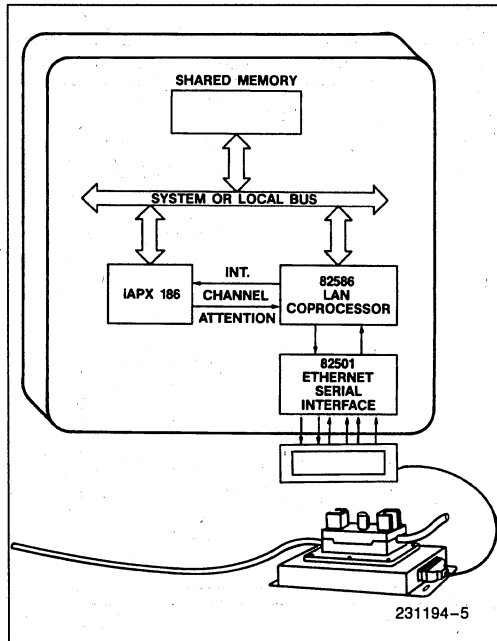 SHARED MEMORY
SYSTEM OR LOCAL BUS
iAPX 186
INT.
CHANNEL
ATTENTION
82586
LAN
COPROCESSOR
82501
ETHERNET
SERIAL
INTERFACE
231194-5